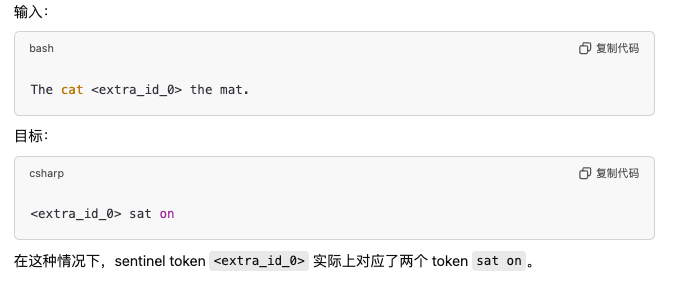 输入：
bash
复制代码
The cat <extra_id_0> the mat.
目标：
csharp
复制代码
<extra_id_0> sat on
在这种情况下，sentinel token <extra_id_0> 实际上对应了两个 token sat on 。